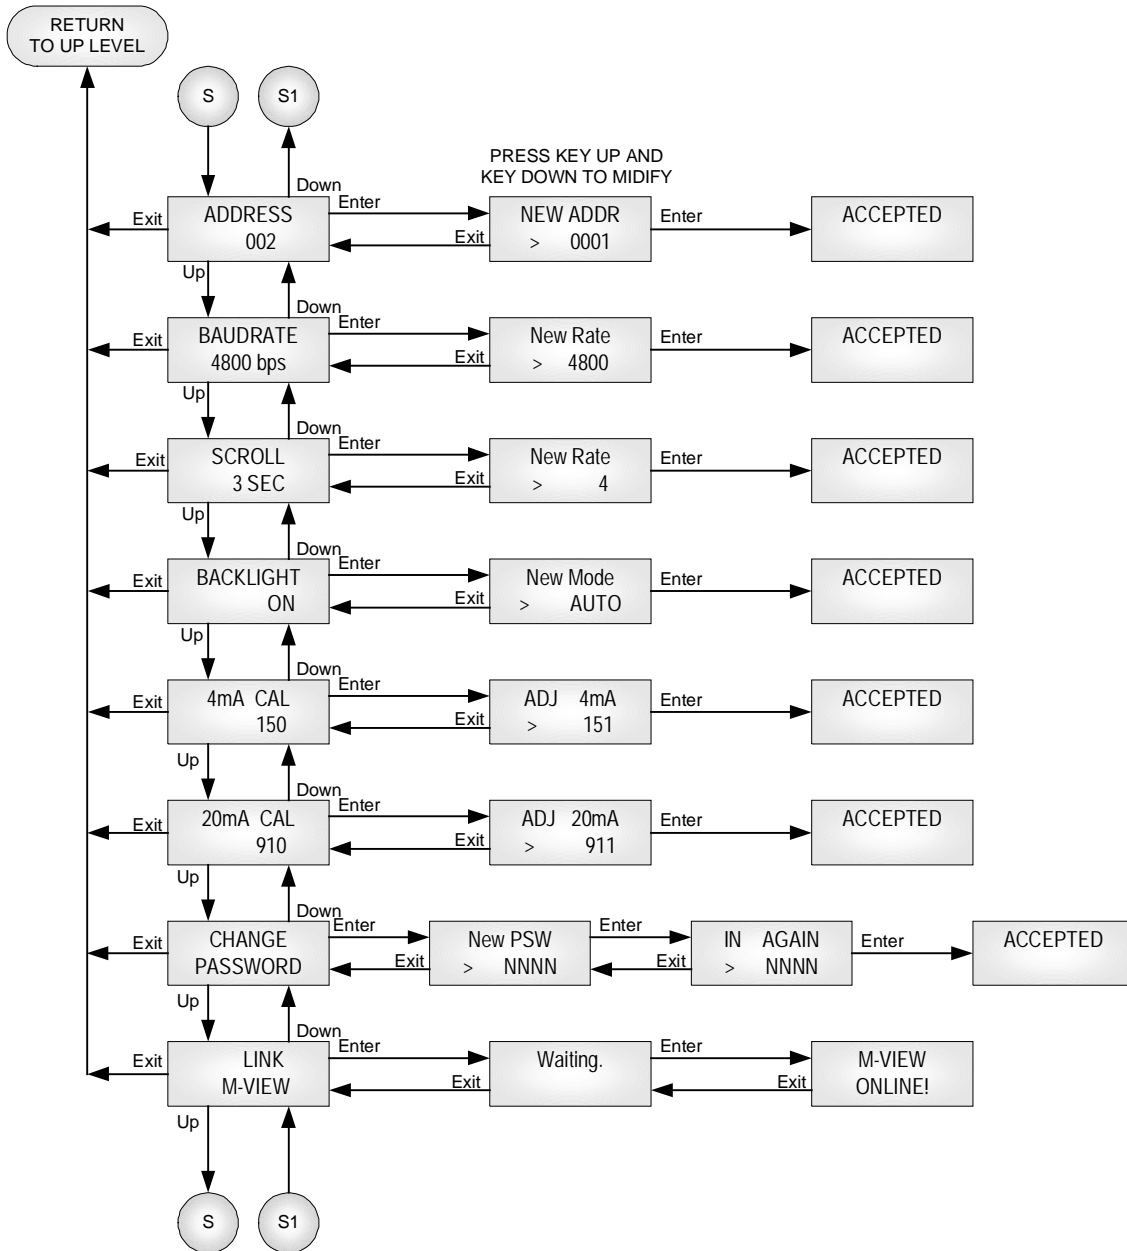 RETURN
TO UP LEVEL
S
S1
PRESS KEY UP AND
KEY DOWN TO MIDIFY
Down
Exit
ADDRESS
002
Enter
Exit
NEW ADDR
> 0001
Enter
ACCEPTED
Up
Down
Exit
BAUDRATE
4800 bps
Enter
Exit
New Rate
> 4800
Enter
ACCEPTED
Up
Down
Exit
SCROLL
3 SEC
Enter
Exit
New Rate
> 4
Enter
ACCEPTED
Up
Down
Exit
BACKLIGHT
ON
Enter
Exit
New Mode
> AUTO
Enter
ACCEPTED
Up
Down
Exit
4mA CAL
150
Enter
Exit
ADJ 4mA
> 151
Enter
ACCEPTED
Up
Down
Exit
20mA CAL
910
Enter
Exit
ADJ 20mA
> 911
Enter
ACCEPTED
Up
Down
Exit
CHANGE
PASSWORD
Enter
Exit
New PSW
> NNNN
Enter
Exit
IN AGAIN
> NNNN
Enter
ACCEPTED
Up
Down
Exit
LINK
M-VIEW
Enter
Exit
Waiting.
Enter
Exit
M-VIEW
ONLINE!
Up
S
S1